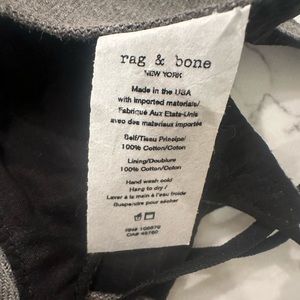 rag & bone
NEW YORK
Made in the USA
with imported materials/
Fabriqué Aux Etats-Unis
avec des matériaux importés
Self/Tissu Principal
100% Cotton/Coton
Lining/Doublure
100% Cotton/Coton
Hand wash cold
Hang to dry/
Laver à la main à l'eau froide
Suspendre pour sécher